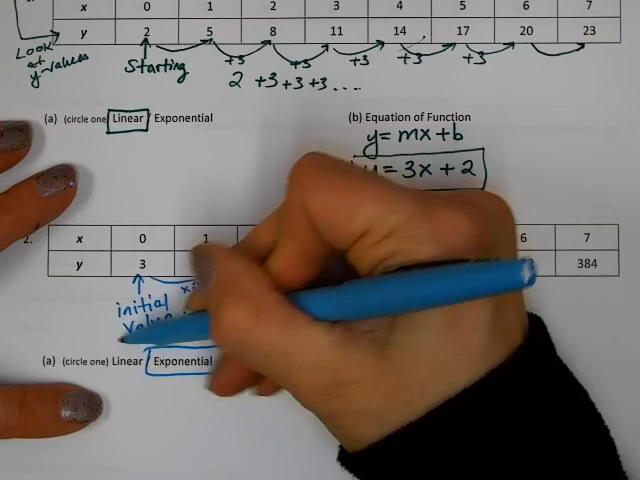 x 0 1 2 3 4 5 6 7
y 2 5 8 11 14 17 20 23
Look
at
y-values
Starting
+3 +3 +3 +3 +3
2 +3 +3 +3 ....
(a) (circle one) Linear / Exponential
(b) Equation of Function
y = mx + b
y = 3x + 2
2.
x 0 1 6 7
y 3 384
initial
(a) (circle one) Linear / Exponential